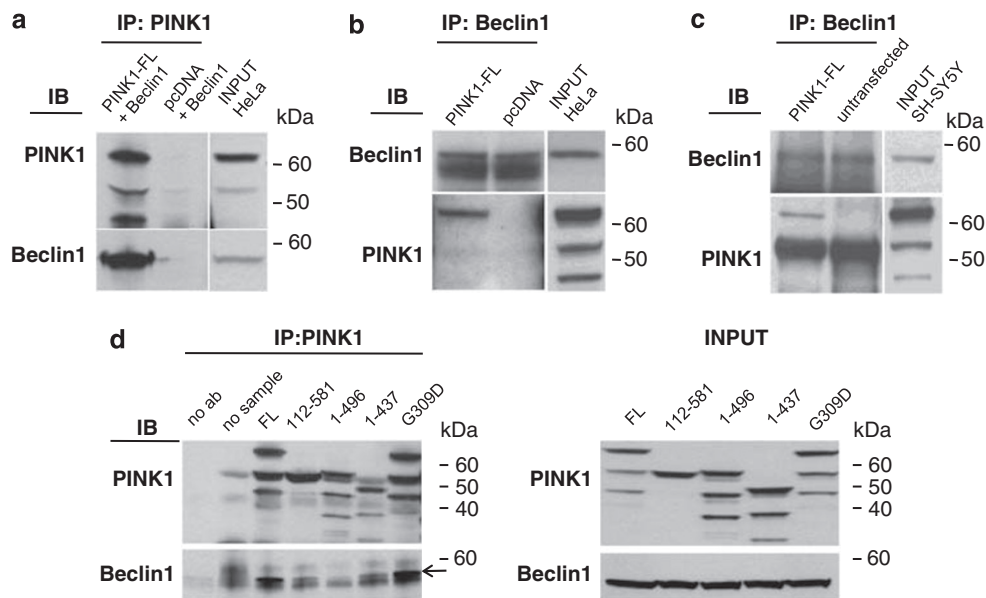 a
IP: PINK1
IB
PINK1-FL
+ Beclin1
pcDNA
+ Beclin1
INPUT
HeLa
kDa
PINK1
- 60
- 50
Beclin1
- 60
b
IP: Beclin1
IB
PINK1-FL
pcDNA
INPUT
HeLa
kDa
Beclin1
- 60
PINK1
- 60
- 50
c
IP: Beclin1
IB
PINK1-FL
untransfected
INPUT
SH-SY5Y
kDa
Beclin1
- 60
PINK1
- 60
- 50
d
IP:PINK1
IB
no ab
no sample
FL
112-581
1-496
1-437
G309D
kDa
PINK1
- 60
- 50
- 40
Beclin1
- 60
INPUT
FL
112-581
1-496
1-437
G309D
kDa
PINK1
- 60
- 50
- 40
Beclin1
- 60